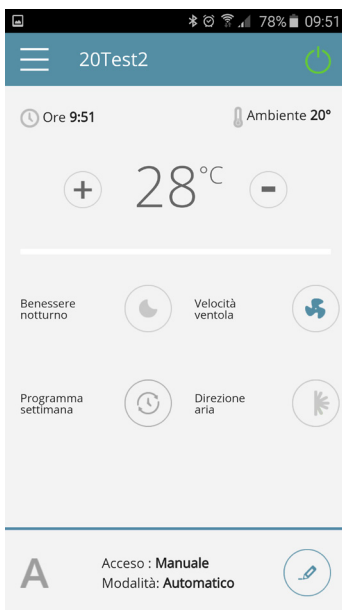 78% 09:51
20Test2
Ore 9:51
Ambiente 20°
28°C
+
-
Benessere
notturno
Velocità
ventola
Programma
settimana
Direzione
aria
A
Acceso : Manuale
Modalità: Automatico